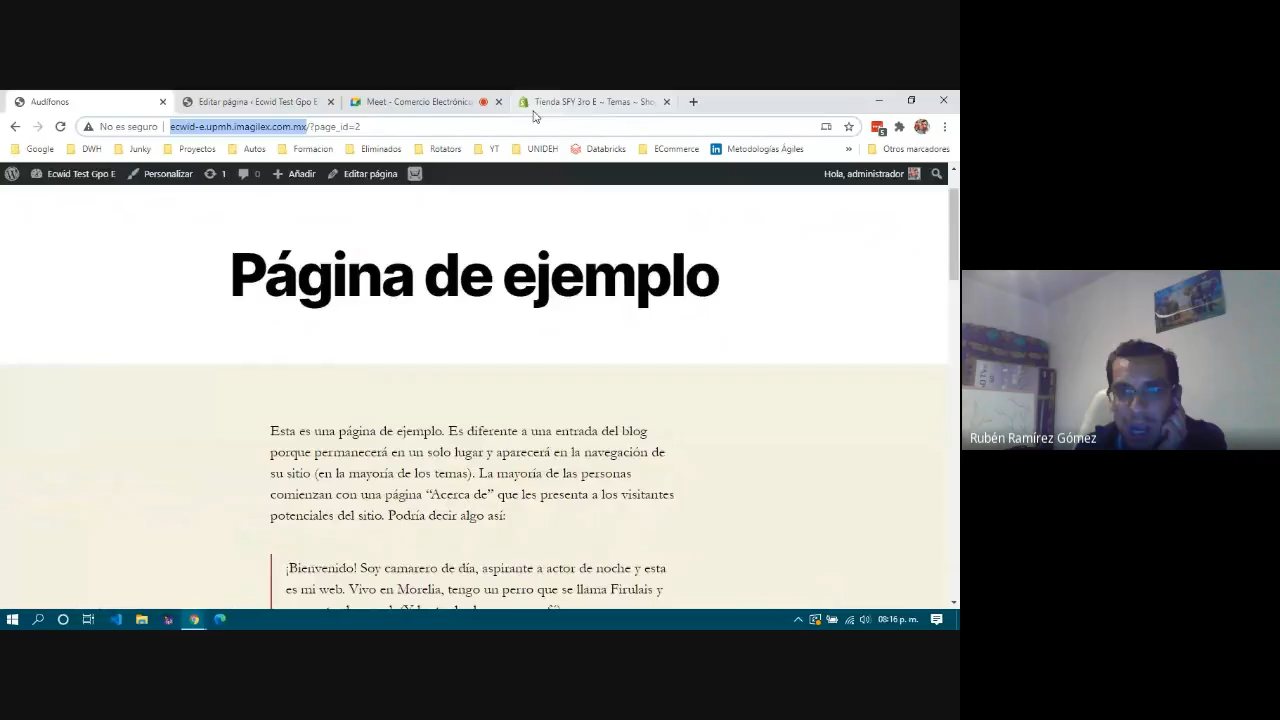 Audífonos
Editar página ‹ Ecwid Test Gpo E
Meet - Comercio Electrónico
Tienda SFY 3ro E ~ Temas ~ Sho
No es seguro
ecwid-e.upmh.imagilex.com.mx/?page_id=2
5
Google
DWH
Junky
Proyectos
Autos
Formacion
Eliminados
Rotators
YT
UNIDEH
Databricks
ECommerce
Metodologías Ágiles
»
Otros marcadores
Ecwid Test Gpo E
Personalizar
1
0
Añadir
Editar página
Hola, administrador
Página de ejemplo
Esta es una página de ejemplo. Es diferente a una entrada del blog
porque permanecerá en un solo lugar y aparecerá en la navegación de
su sitio (en la mayoría de los temas). La mayoría de las personas
comienzan con una página “Acerca de” que les presenta a los visitantes
potenciales del sitio. Podría decir algo así:
¡Bienvenido! Soy camarero de día, aspirante a actor de noche y esta
es mi web. Vivo en Morelia, tengo un perro que se llama Firulais y
Rubén Ramírez Gómez
08:16 p. m.